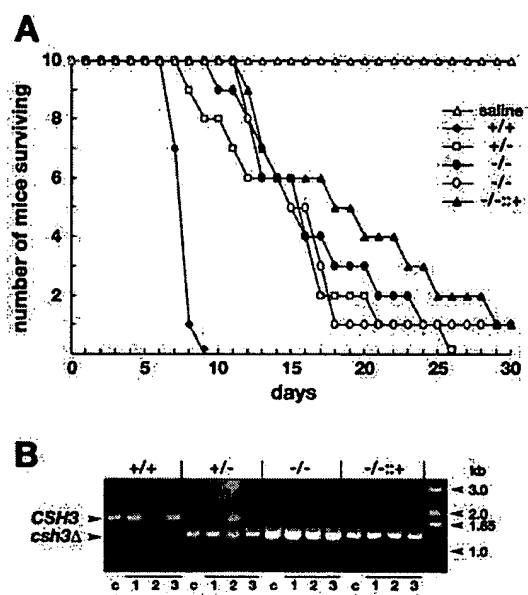 A
number of mice surviving
10
8
6
4
2
0 5 10 15 20 25 30
days
saline
+/+
+/-
-/-
-/-
-/-::+
B
+/+ +/- -/- -/-::+ kb
CSH3
csh3Δ
3.0
2.0
1.65
1.0
c 1 2 3 c 1 2 3 c 1 2 3 c 1 2 3